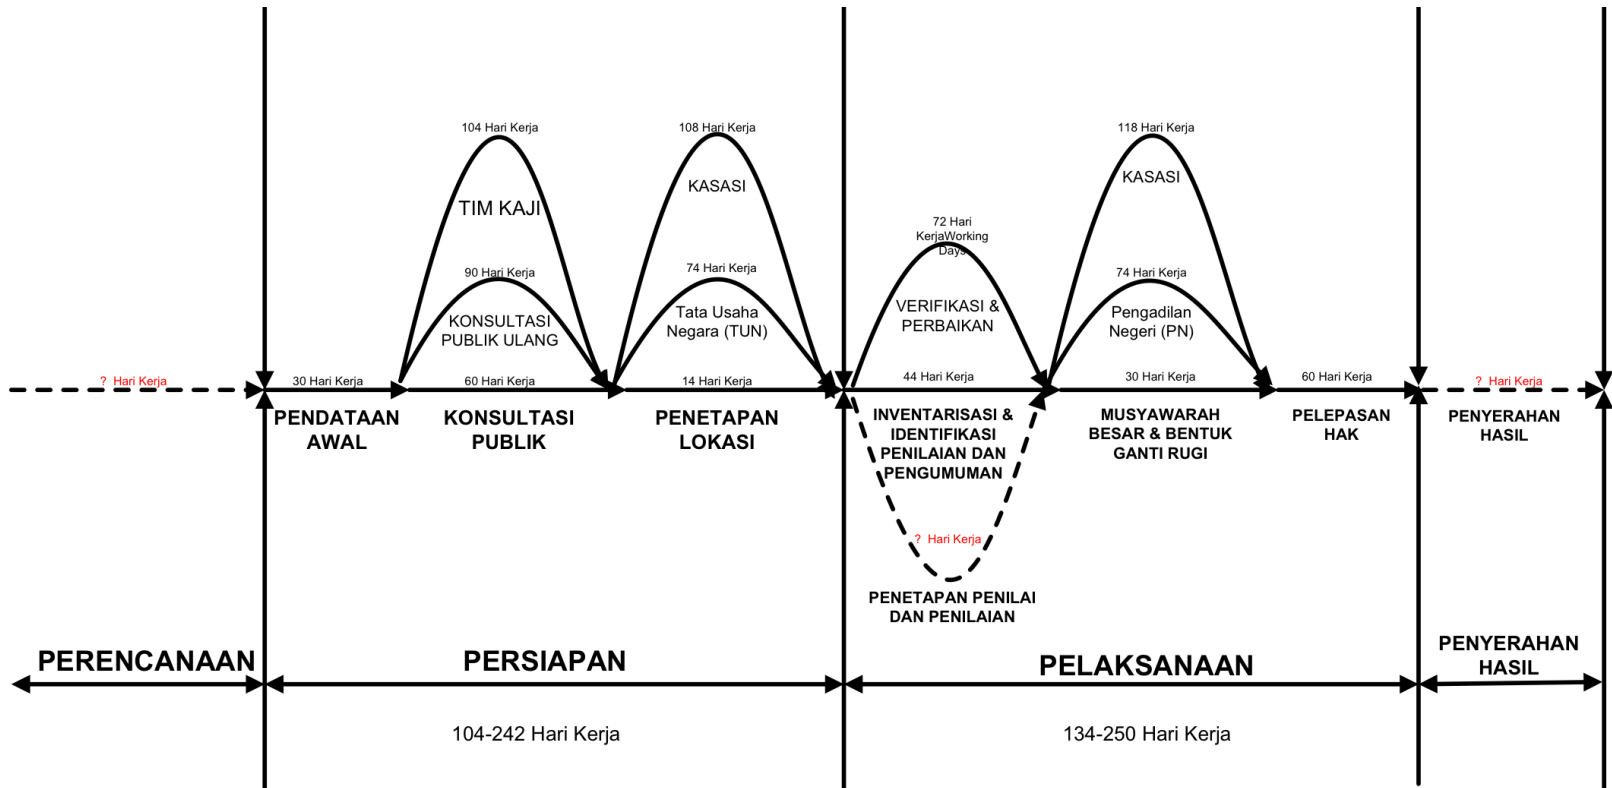 104 Hari Kerja
108 Hari Kerja
118 Hari Kerja
KASASI
KASASI
TIM KAJI
72 Hari
KerjaWorking
Days
90 Hari Kerja
74 Hari Kerja
74 Hari Kerja
KONSULTASI
PUBLIK ULANG
Tata Usaha
Negara (TUN)
VERIFIKASI &
PERBAIKAN
Pengadilan
Negeri (PN)
? Hari Kerja
30 Hari Kerja
60 Hari Kerja
14 Hari Kerja
44 Hari Kerja
30 Hari Kerja
60 Hari Kerja
? Hari Kerja
PENDATAAN
AWAL
KONSULTASI
PUBLIK
PENETAPAN
LOKASI
INVENTARISASI &
IDENTIFIKASI
PENILAIAN DAN
PENGUMUMAN
MUSYAWARAH
BESAR & BENTUK
GANTI RUGI
PELEPASAN
HAK
PENYERAHAN
HASIL
? Hari Kerja
PENETAPAN PENILAI
DAN PENILAIAN
PERENCANAAN
PERSIAPAN
PELAKSANAAN
PENYERAHAN
HASIL
104-242 Hari Kerja
134-250 Hari Kerja